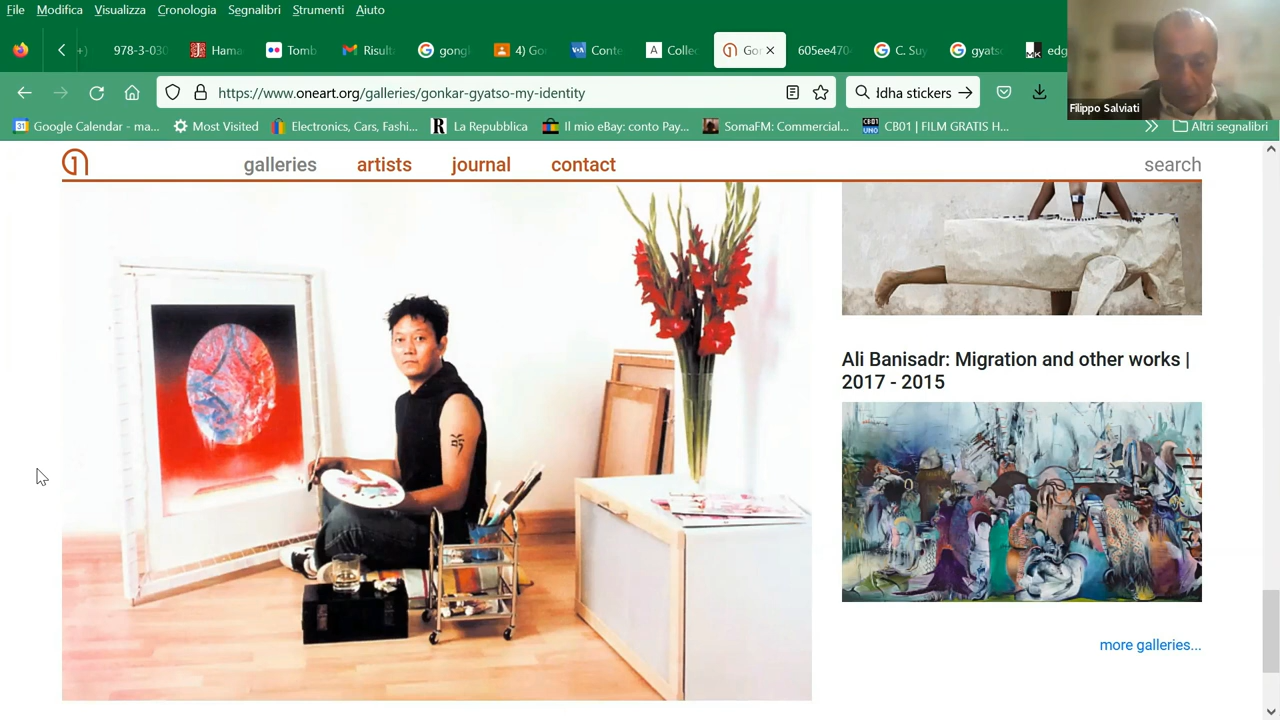 File Modifica Visualizza Cronologia Segnalibri Strumenti Aiuto
978-3-030 Hama Tomb Risult gong 4) Go Conte Colle Go 605ee470 C. Su gyats edg
https://www.oneart.org/galleries/gonkar-gyatso-my-identity
ldha stickers
Filippo Salviati
Google Calendar - ma... Most Visited Electronics, Cars, Fashi... La Repubblica Il mio eBay: conto Pay... SomaFM: Commercial... CB01 | FILM GRATIS H... Altri segnalibri
galleries artists journal contact search
Ali Banisadr: Migration and other works |
2017 - 2015
more galleries...